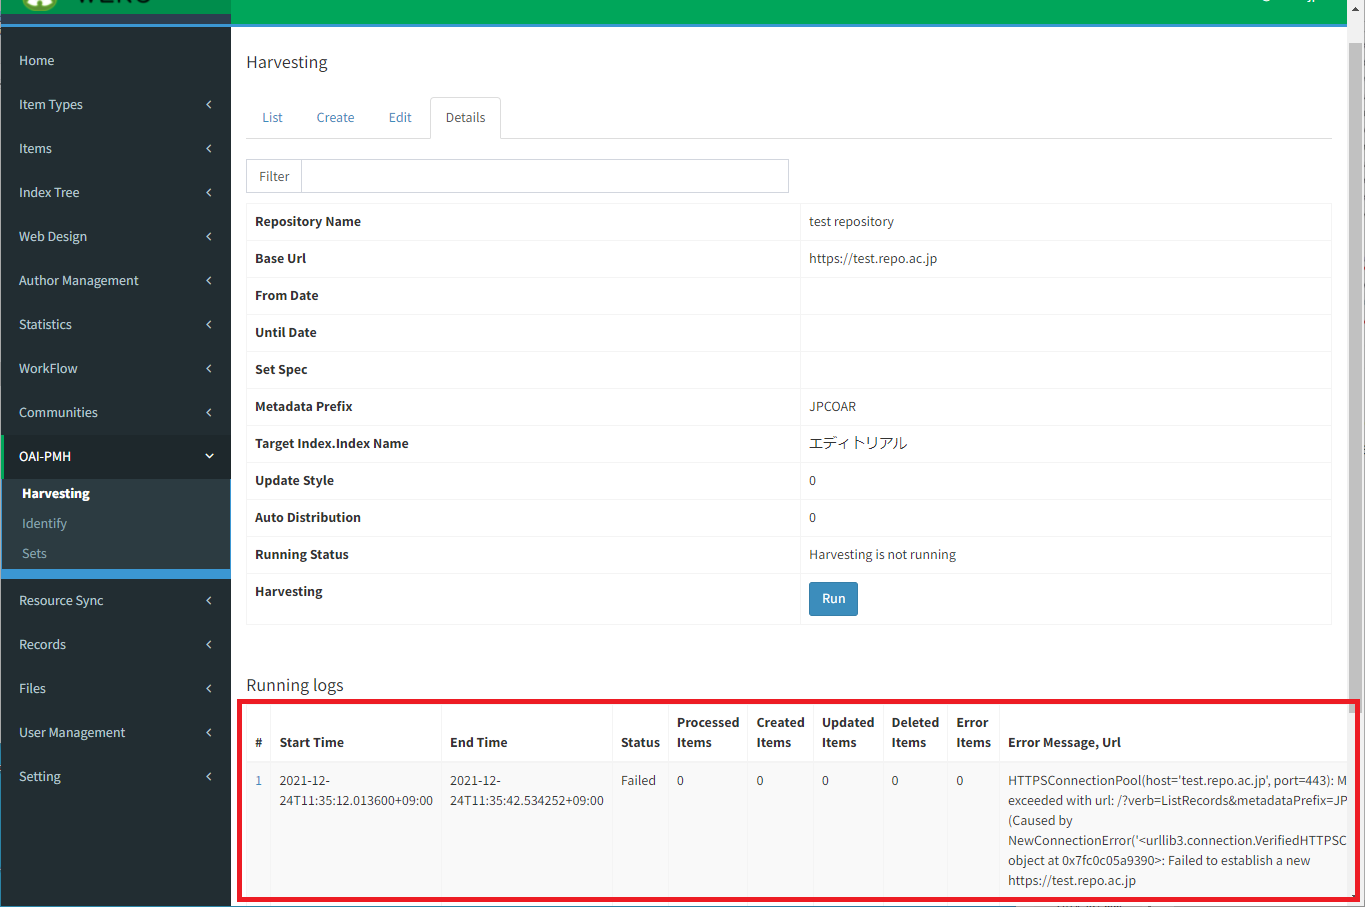 Home
Item Types
Items
Index Tree
Web Design
Author Management
Statistics
WorkFlow
Communities
OAI-PMH
Harvesting
Identify
Sets
Resource Sync
Records
Files
User Management
Setting
Harvesting
List Create Edit Details
Filter
Repository Name test repository
Base Url https://test.repo.ac.jp
From Date
Until Date
Set Spec
Metadata Prefix JPCOAR
Target Index.Index Name エディトリアル
Update Style 0
Auto Distribution 0
Running Status Harvesting is not running
Harvesting Run
Running logs
# Start Time End Time Status Processed Items Created Items Updated Items Deleted Items Error Items Error Message, Url
1 2021-12-24T11:35:12.013600+09:00 2021-12-24T11:35:42.534252+09:00 Failed 0 0 0 0 0
HTTPSConnectionPool(host='test.repo.ac.jp', port=443): M
exceeded with url: /?verb=ListRecords&metadataPrefix=JP
(Caused by
NewConnectionError('<urllib3.connection.VerifiedHTTPSC
object at 0x7fc0c05a9390>: Failed to establish a new
https://test.repo.ac.jp